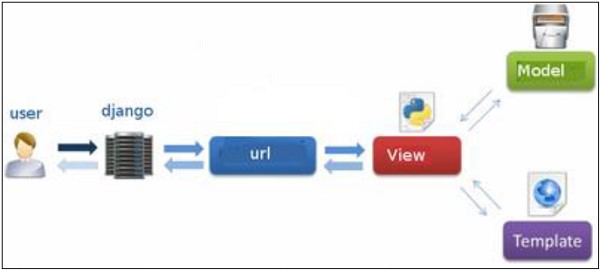 user
django
url
View
Model
Template